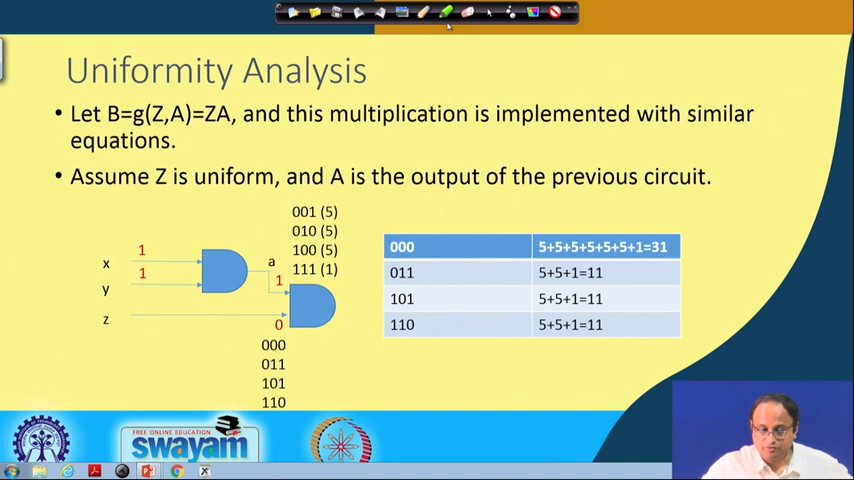 Uniformity Analysis
• Let B=g(Z,A)=ZA, and this multiplication is implemented with similar
equations.
• Assume Z is uniform, and A is the output of the previous circuit.
001 (5)
010 (5)
100 (5)
111 (1)
x
1
y
1
a
1
z
0
000
011
101
110
000 5+5+5+5+5+5+1=31
011 5+5+1=11
101 5+5+1=11
110 5+5+1=11
FREE ONLINE EDUCATION
swayam